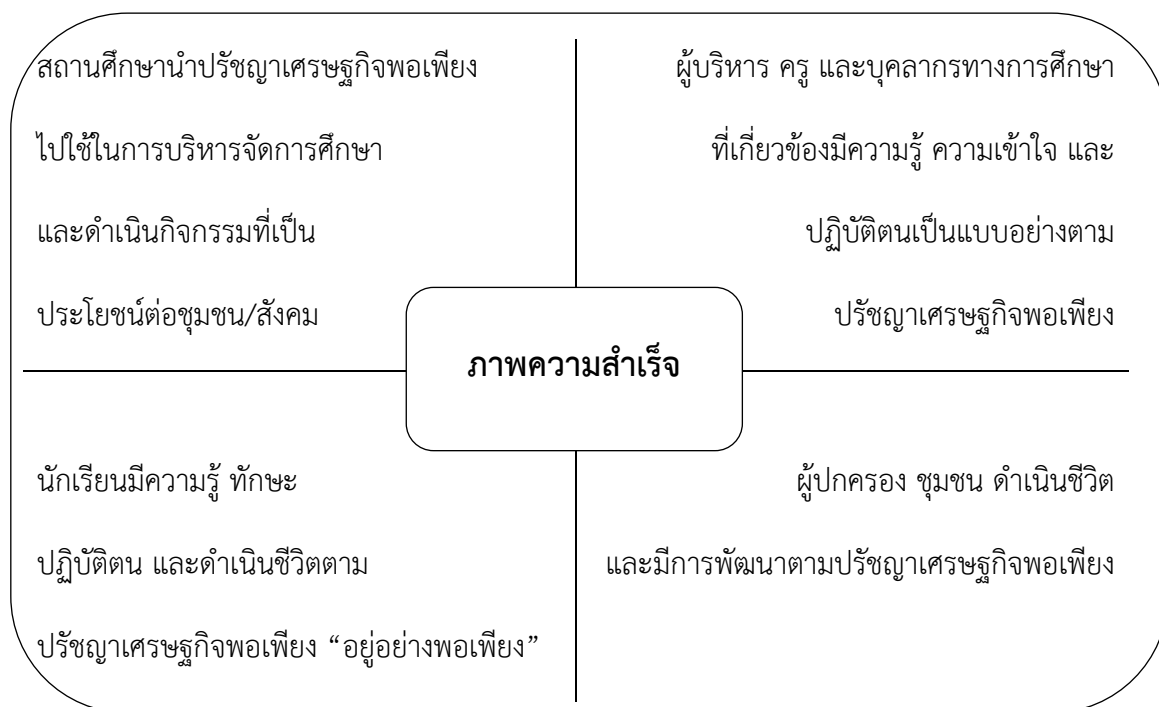 สถานศึกษานำปรัชญาเศรษฐกิจพอเพียง
ไปใช้ในการบริหารจัดการศึกษา
และดำเนินกิจกรรมที่เป็น
ประโยชน์ต่อชุมชน/สังคม
ผู้บริหาร ครู และบุคลากรทางการศึกษา
ที่เกี่ยวข้องมีความรู้ ความเข้าใจ และ
ปฏิบัติตนเป็นแบบอย่างตาม
ปรัชญาเศรษฐกิจพอเพียง
ภาพความสำเร็จ
นักเรียนมีความรู้ ทักษะ
ปฏิบัติตน และดำเนินชีวิตตาม
ปรัชญาเศรษฐกิจพอเพียง “อยู่อย่างพอเพียง”
ผู้ปกครอง ชุมชน ดำเนินชีวิต
และมีการพัฒนาตามปรัชญาเศรษฐกิจพอเพียง